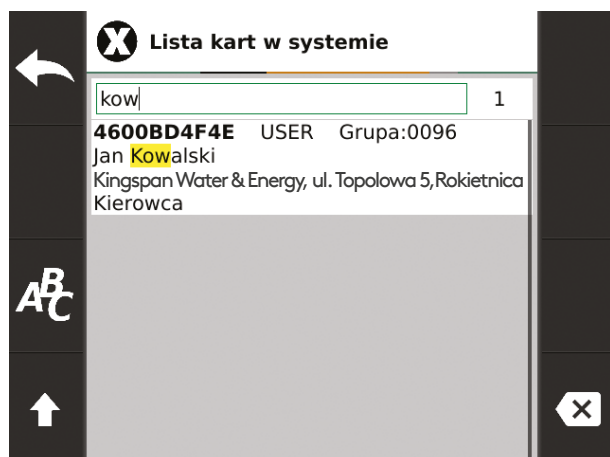 X Lista kart w systemie
kow 1
4600BD4F4E USER Grupa:0096
Jan Kowalski
Kingspan Water & Energy, ul. Topolowa 5,Rokietnica
Kierowca
ABC